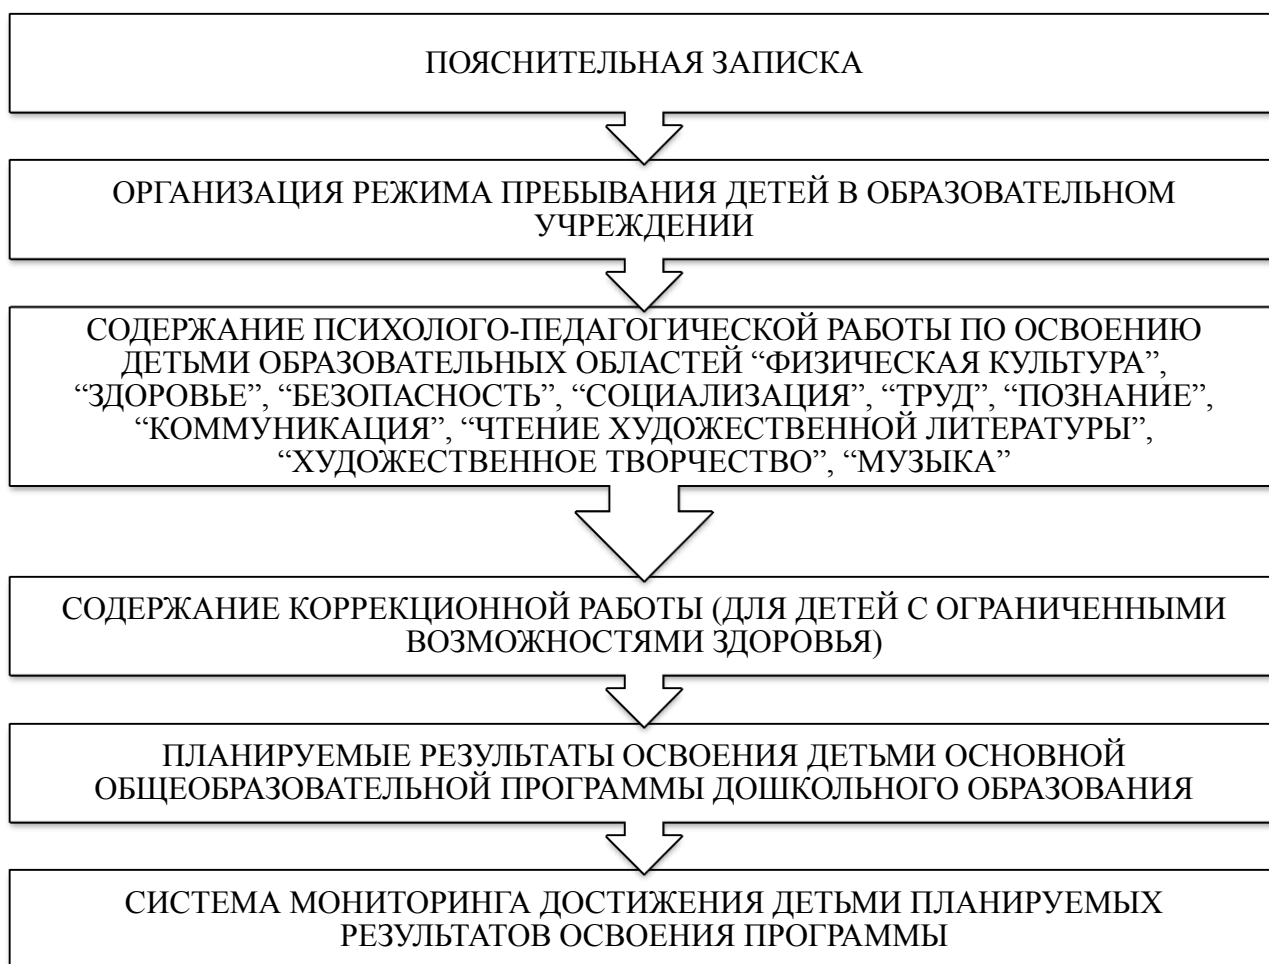 ПОЯСНИТЕЛЬНАЯ ЗАПИСКА
ОРГАНИЗАЦИЯ РЕЖИМА ПРЕБЫВАНИЯ ДЕТЕЙ В ОБРАЗОВАТЕЛЬНОМ
УЧРЕЖДЕНИИ
СОДЕРЖАНИЕ ПСИХОЛОГО-ПЕДАГОГИЧЕСКОЙ РАБОТЫ ПО ОСВОЕНИЮ
ДЕТЬМИ ОБРАЗОВАТЕЛЬНЫХ ОБЛАСТЕЙ “ФИЗИЧЕСКАЯ КУЛЬТУРА”,
“ЗДОРОВЬЕ”, “БЕЗОПАСНОСТЬ”, “СОЦИАЛИЗАЦИЯ”, “ТРУД”, “ПОЗНАНИЕ”,
“КОММУНИКАЦИЯ”, “ЧТЕНИЕ ХУДОЖЕСТВЕННОЙ ЛИТЕРАТУРЫ”,
“ХУДОЖЕСТВЕННОЕ ТВОРЧЕСТВО”, “МУЗЫКА”
СОДЕРЖАНИЕ КОРРЕКЦИОННОЙ РАБОТЫ (ДЛЯ ДЕТЕЙ С ОГРАНИЧЕННЫМИ
ВОЗМОЖНОСТЯМИ ЗДОРОВЬЯ)
ПЛАНИРУЕМЫЕ РЕЗУЛЬТАТЫ ОСВОЕНИЯ ДЕТЬМИ ОСНОВНОЙ
ОБЩЕОБРАЗОВАТЕЛЬНОЙ ПРОГРАММЫ ДОШКОЛЬНОГО ОБРАЗОВАНИЯ
СИСТЕМА МОНИТОРИНГА ДОСТИЖЕНИЯ ДЕТЬМИ ПЛАНИРУЕМЫХ
РЕЗУЛЬТАТОВ ОСВОЕНИЯ ПРОГРАММЫ